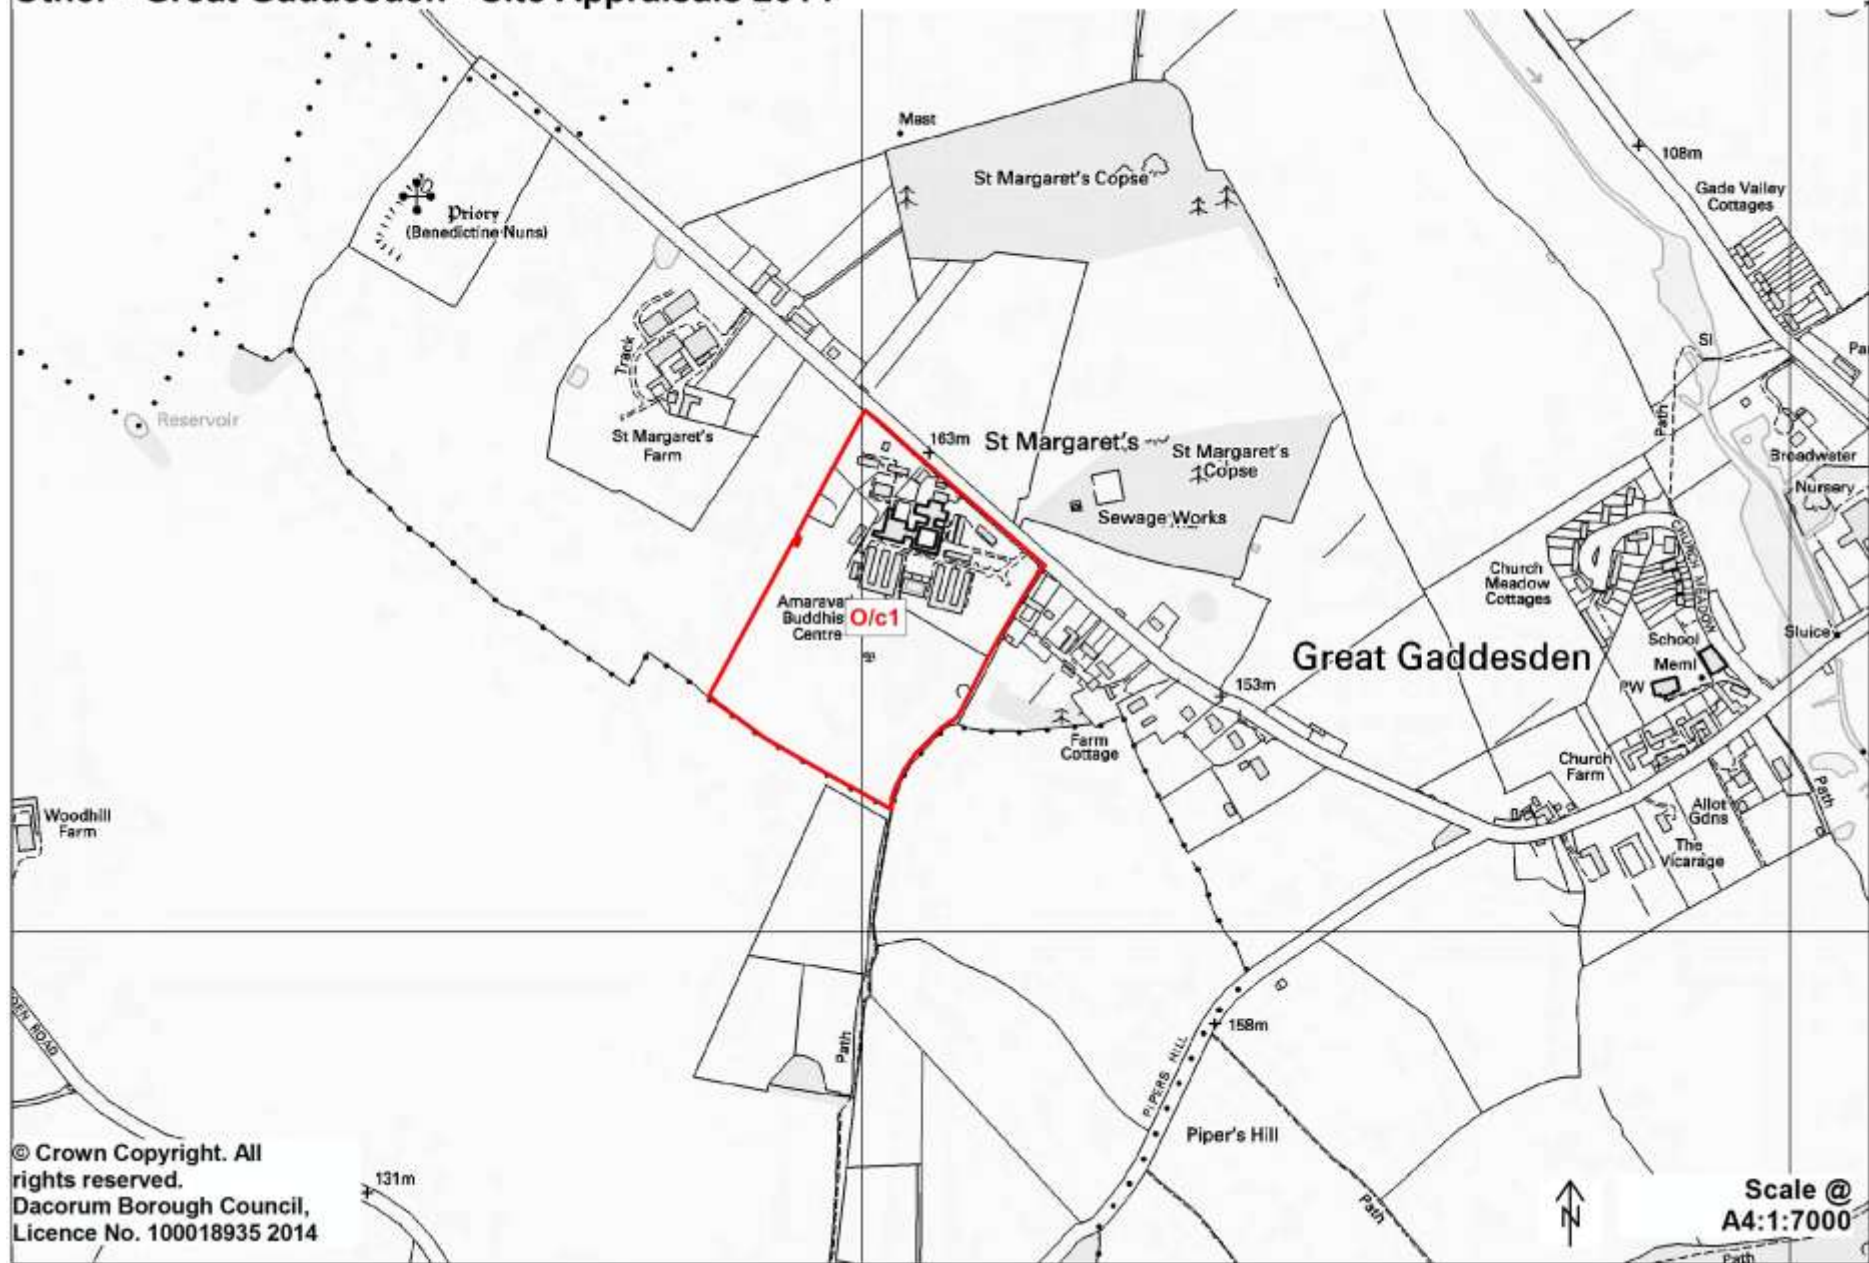 Mast
St Margaret's Copse
108m
Gade Valley
Cottages
Priory
(Benedictine Nuns)
Sl
Track
Reservoir
Path
St Margaret's
Farm
163m
St Margaret's
St Margaret's
Copse
Broadwater
Nursery
Sewage Works
CHURCH MEADOW
Church
Meadow
Cottages
Buddhis
Centre
O/c1
School
Sluice
Great Gaddesden
Meml
PW
153m
Farm
Cottage
Church
Farm
Path
Allot
Gdns
Woodhill
Farm
The
Vicarage
ROAD
158m
Path
PIPERS HILL
Piper's Hill
© Crown Copyright. All
rights reserved.
Dacorum Borough Council,
Licence No. 100018935 2014
131m
Path
N
Scale @
A4:1:7000
Path